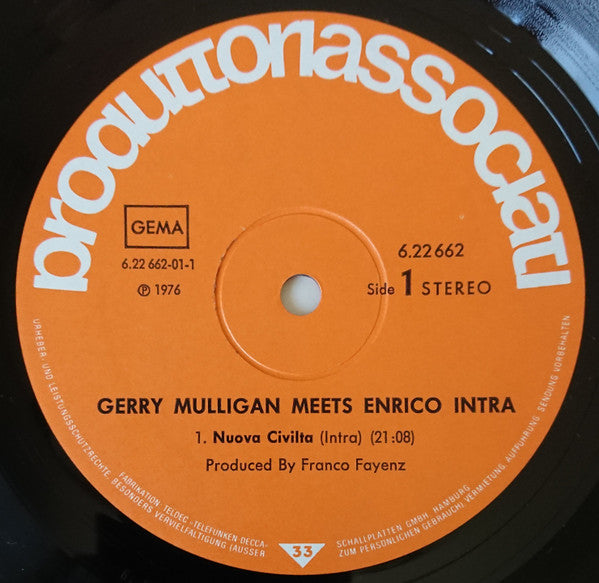 produttoriassociati
GEMA
6.22 662-01-1
℗ 1976
6.22 662
Side 1 STEREO
GERRY MULLIGAN MEETS ENRICO INTRA
1. Nuova Civilta (Intra) (21:08)
Produced By Franco Fayenz
URHEBER- UND LEISTUNGSSCHUTZRECHTE, BESONDERS VERVIELFÄLTIGUNG (AUSSER ZUM PERSÖNLICHEN GEBRAUCH) VERMIETUNG, AUFFÜHRUNG, SENDUNG VORBEHALTEN.
FABRIKATION TELDEC »TELEFUNKEN-DECCA« SCHALLPLATTEN GMBH, HAMBURG
33